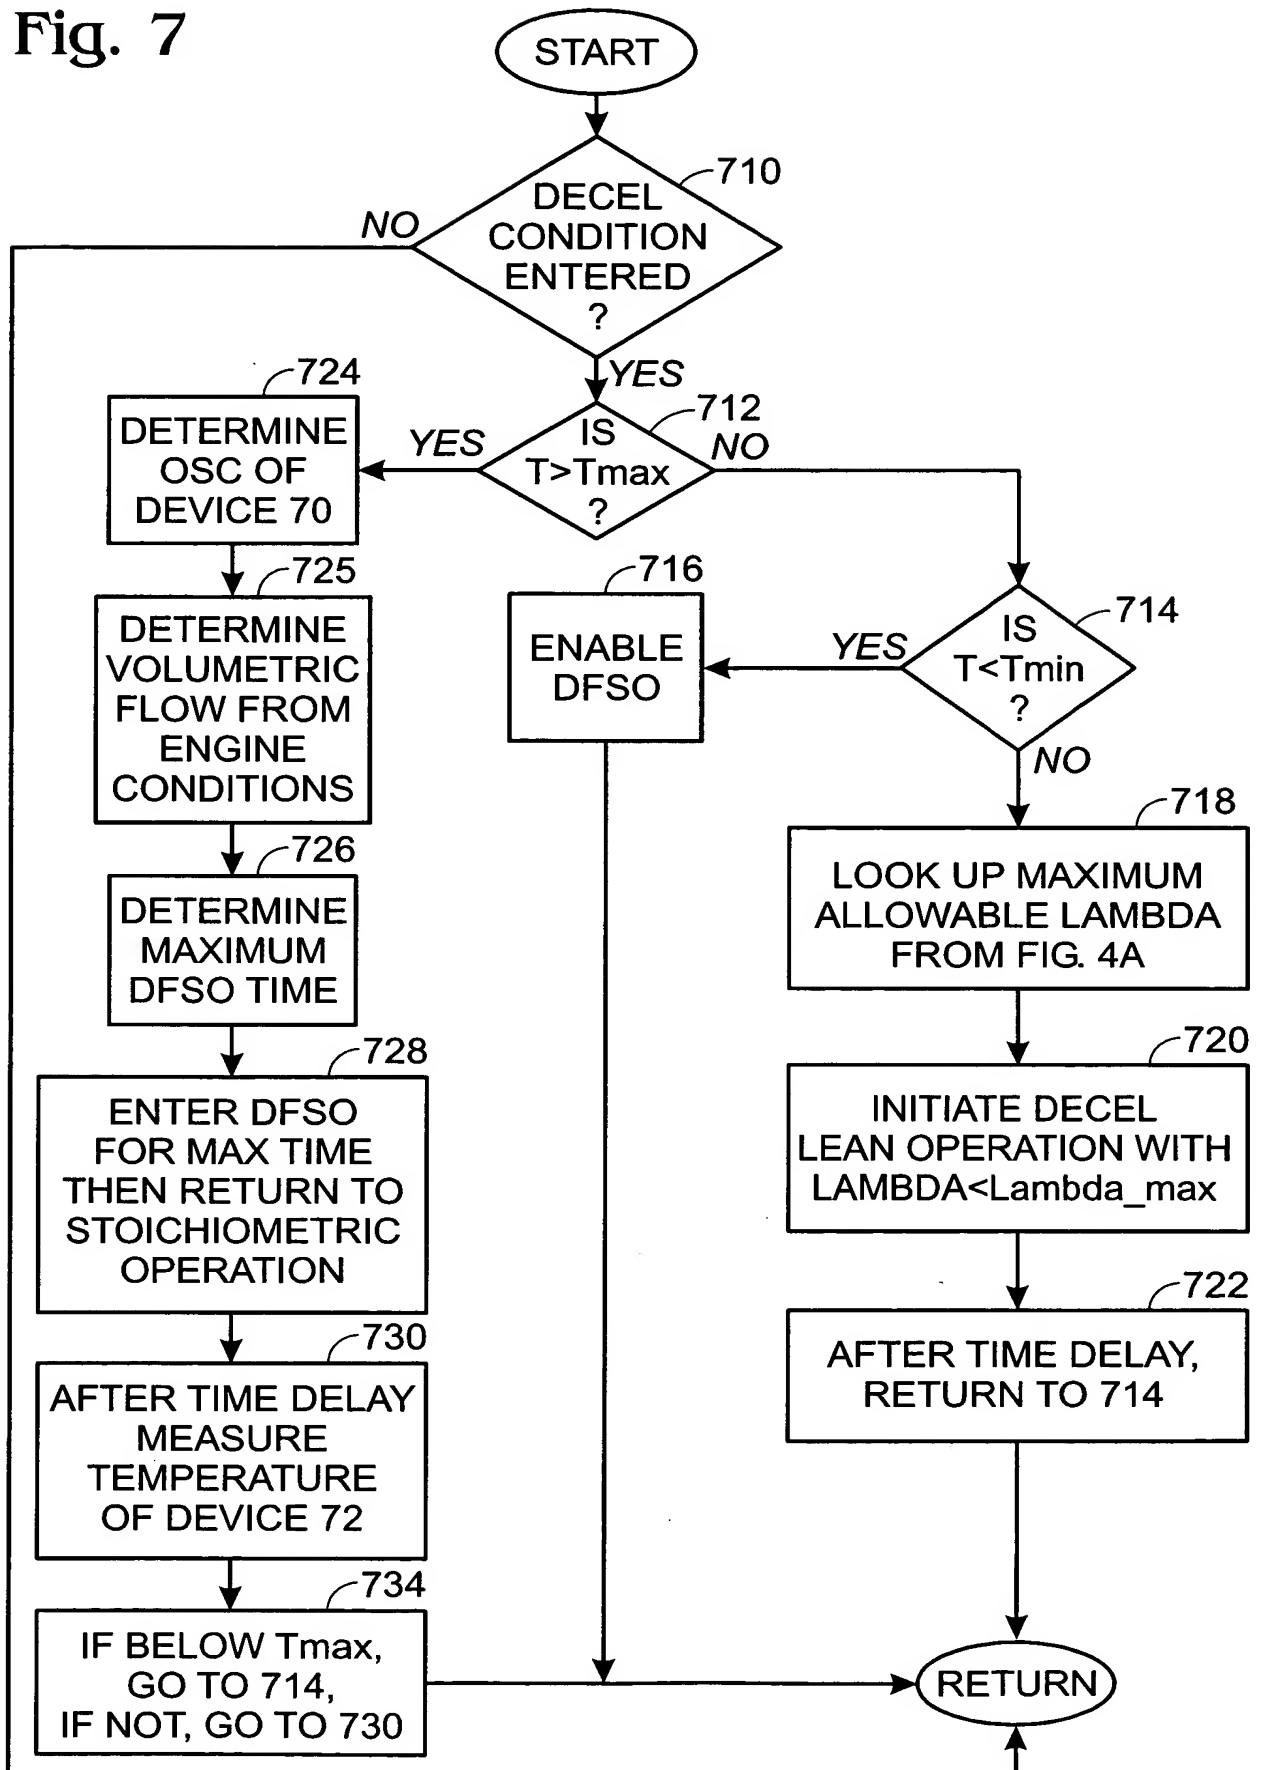 Fig. 7
START
710
DECEL
CONDITION
ENTERED
?
NO
YES
712
IS
T>Tmax
?
YES
NO
724
DETERMINE
OSC OF
DEVICE 70
725
DETERMINE
VOLUMETRIC
FLOW FROM
ENGINE
CONDITIONS
726
DETERMINE
MAXIMUM
DFSO TIME
728
ENTER DFSO
FOR MAX TIME
THEN RETURN TO
STOICHIOMETRIC
OPERATION
730
AFTER TIME DELAY
MEASURE
TEMPERATURE
OF DEVICE 72
734
IF BELOW Tmax,
GO TO 714,
IF NOT, GO TO 730
716
ENABLE
DFSO
714
IS
T<Tmin
?
YES
NO
718
LOOK UP MAXIMUM
ALLOWABLE LAMBDA
FROM FIG. 4A
720
INITIATE DECEL
LEAN OPERATION WITH
LAMBDA<Lambda_max
722
AFTER TIME DELAY,
RETURN TO 714
RETURN